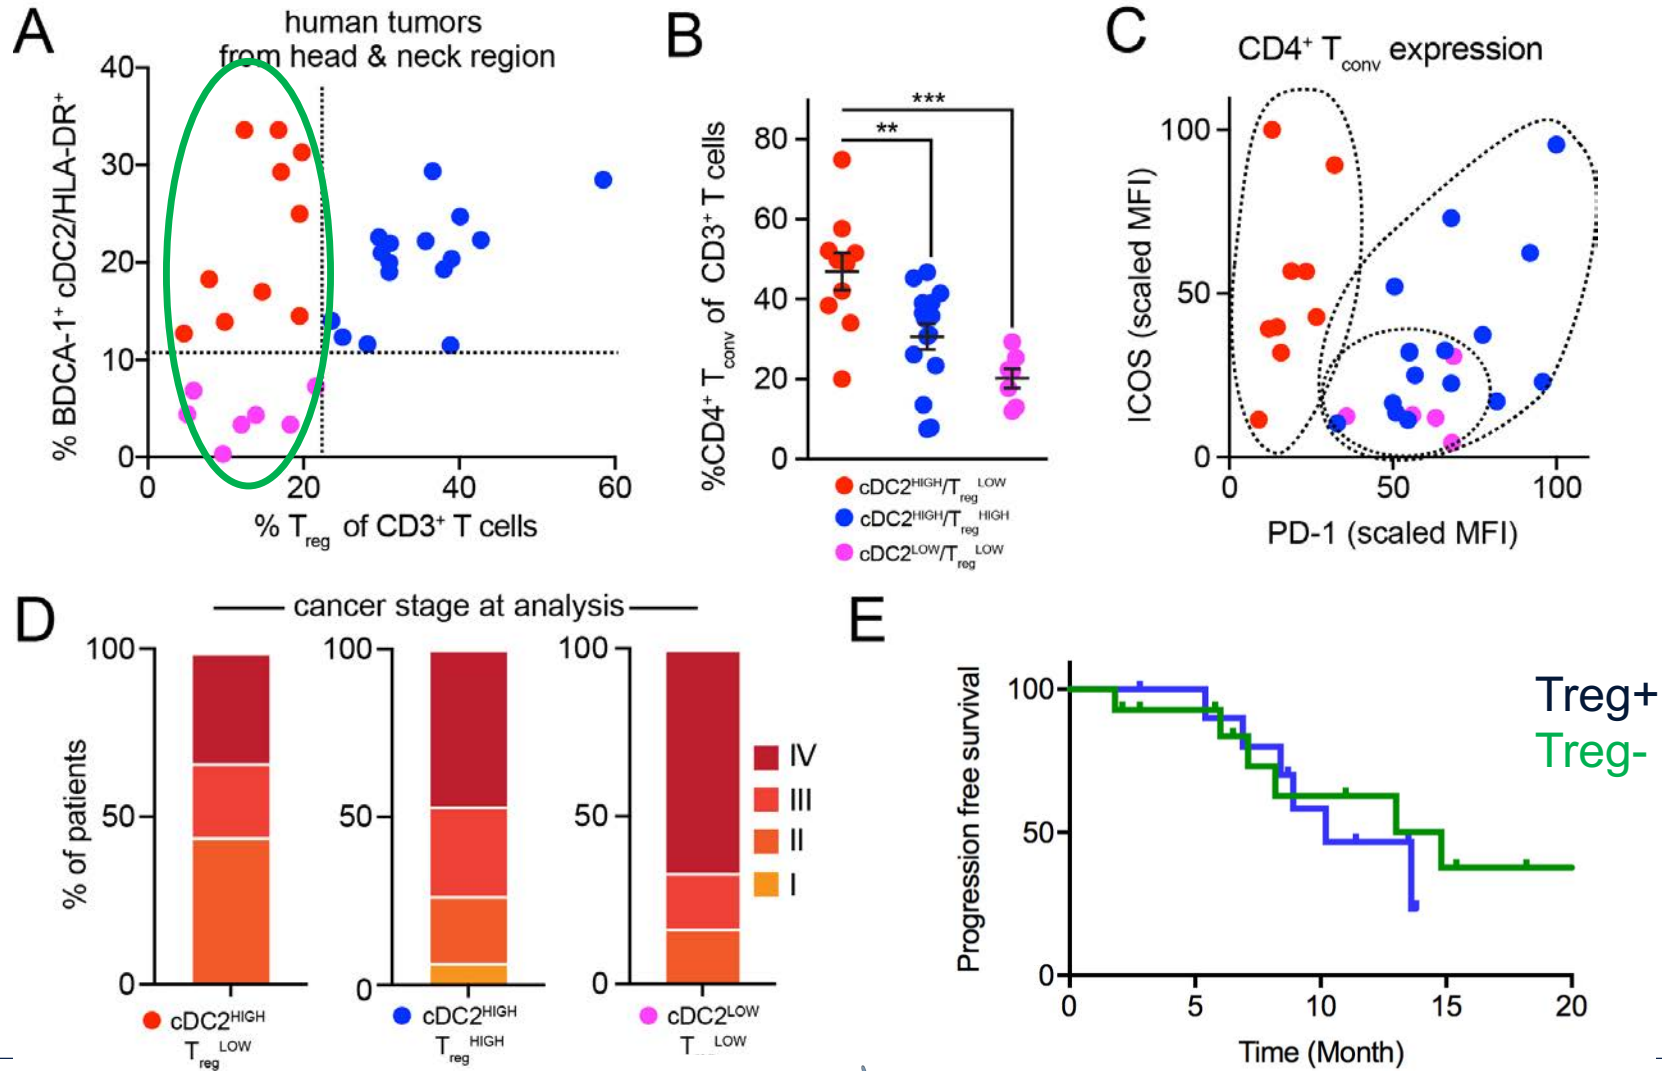 A
human tumors
from head & neck region
% BDCA-1⁺ cDC2/HLA-DR⁺
40
30
20
10
0
0 20 40 60
% Treg of CD3⁺ T cells
B
%CD4⁺ Tconv of CD3⁺ T cells
***
**
80
60
40
20
0
cDC2HIGH/TregLOW
cDC2HIGH/TregHIGH
cDC2LOW/TregLOW
C
CD4⁺ Tconv expression
ICOS (scaled MFI)
100
50
0
0 50 100
PD-1 (scaled MFI)
D
cancer stage at analysis
% of patients
100
50
0
cDC2HIGH
TregLOW
100
50
0
cDC2HIGH
TregHIGH
100
50
0
cDC2LOW
T LOW
IV
III
II
I
E
Progression free survival
100
50
0
0 5 10 15 20
Time (Month)
Treg+
Treg-